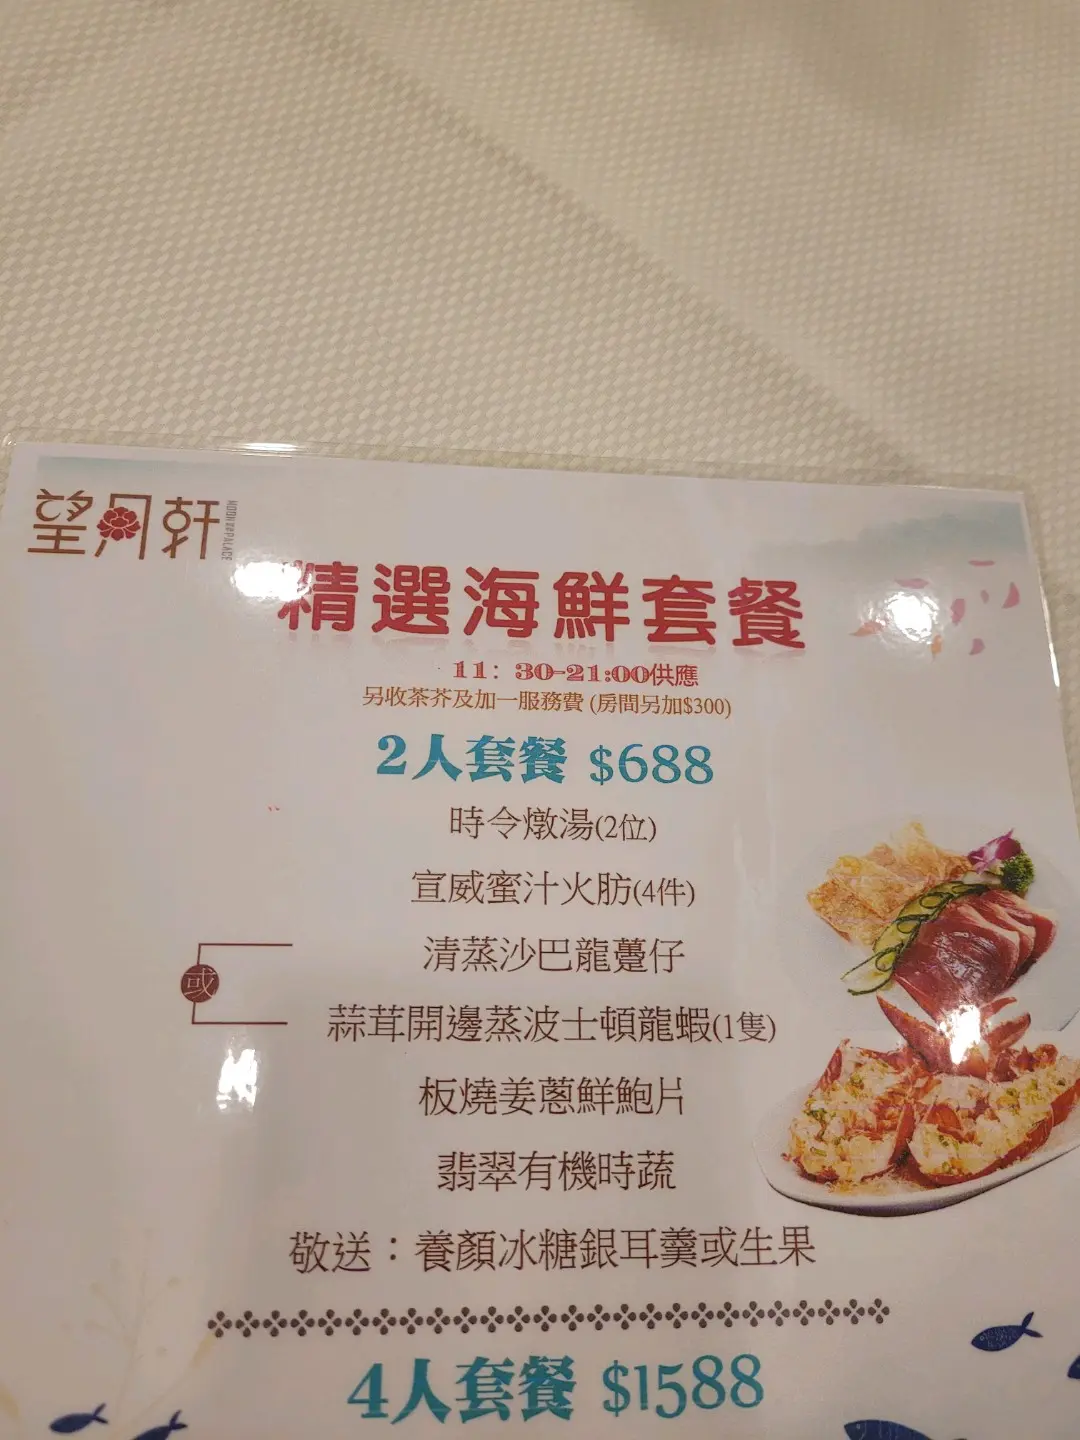 望月軒
MOON PALACE
精選海鮮套餐
11：30-21:00供應
另收茶芥及加一服務費 (房間另加$300)
2人套餐 $688
時令燉湯(2位)
宣威蜜汁火肪(4件)
清蒸沙巴龍躉仔
或
蒜茸開邊蒸波士頓龍蝦(1隻)
板燒姜蔥鮮鮑片
翡翠有機時蔬
敬送：養顏冰糖銀耳羹或生果
4人套餐 $1588